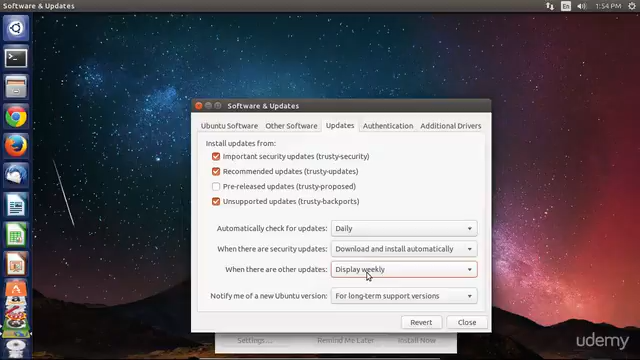 Software & Updates
En
1:54 PM
Software & Updates
Ubuntu Software
Other Software
Updates
Authentication
Additional Drivers
Install updates from:
Important security updates (trusty-security)
Recommended updates (trusty-updates)
Pre-released updates (trusty-proposed)
Unsupported updates (trusty-backports)
Automatically check for updates: Daily
When there are security updates: Download and install automatically
When there are other updates: Display weekly
Notify me of a new Ubuntu version: For long-term support versions
Revert
Close
Settings...
Remind Me Later
Install Now
udemy